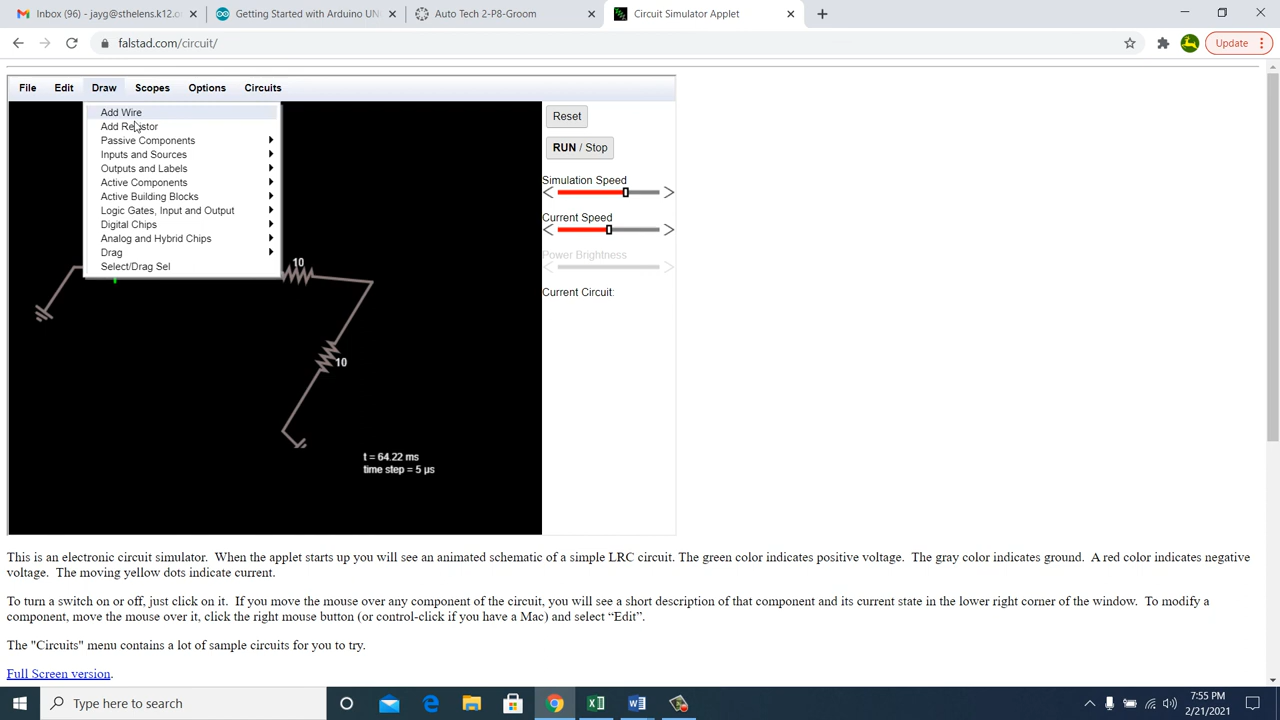 Inbox (96) - jayg@sthelens.k12.o
Getting Started with Arduino UN
Auto Tech 2-P8-Groom
Circuit Simulator Applet
falstad.com/circuit/
Update
File Edit Draw Scopes Options Circuits
Add Wire
Add Resistor
Passive Components
Inputs and Sources
Outputs and Labels
Active Components
Active Building Blocks
Logic Gates, Input and Output
Digital Chips
Analog and Hybrid Chips
Drag
Select/Drag Sel
10
10
t = 64.22 ms
time step = 5 μs
Reset
RUN / Stop
Simulation Speed
Current Speed
Power Brightness
Current Circuit:
This is an electronic circuit simulator. When the applet starts up you will see an animated schematic of a simple LRC circuit. The green color indicates positive voltage. The gray color indicates ground. A red color indicates negative
voltage. The moving yellow dots indicate current.
To turn a switch on or off, just click on it. If you move the mouse over any component of the circuit, you will see a short description of that component and its current state in the lower right corner of the window. To modify a
component, move the mouse over it, click the right mouse button (or control-click if you have a Mac) and select “Edit”.
The "Circuits" menu contains a lot of sample circuits for you to try.
Full Screen version.
Type here to search
7:55 PM
2/21/2021